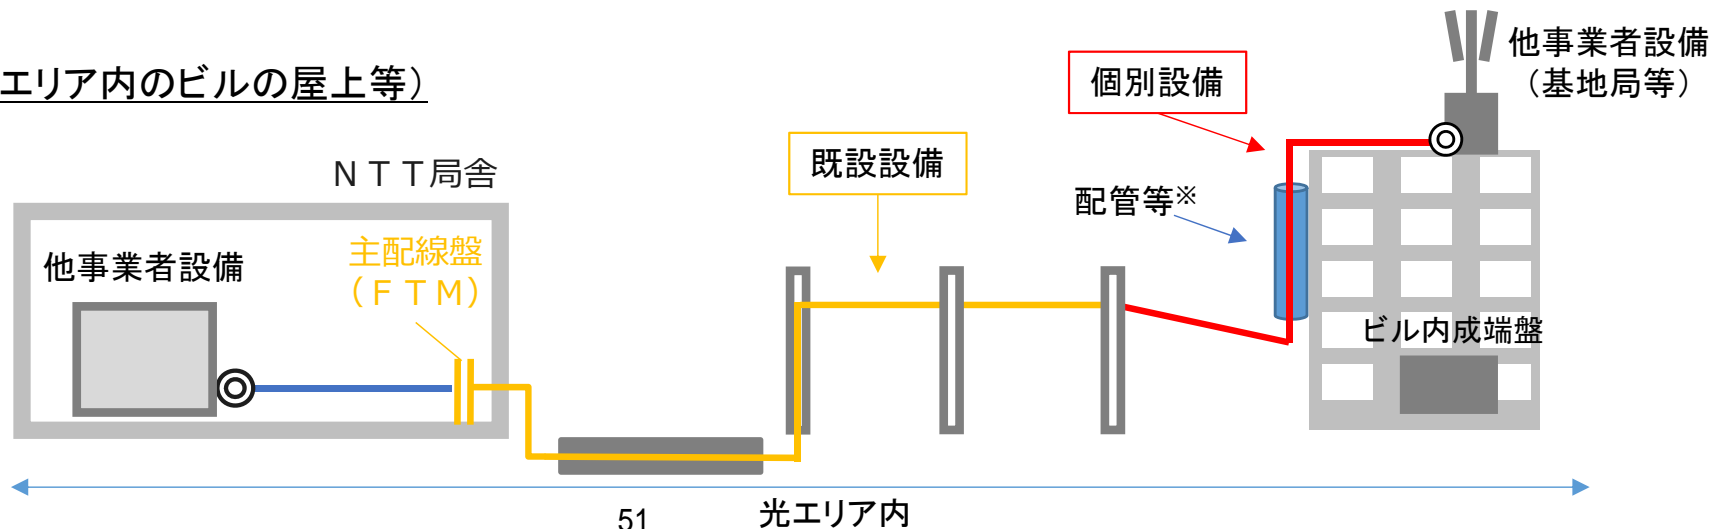 エリア内のビルの屋上等）
他事業者設備
（基地局等）
個別設備
既設設備
ＮＴＴ局舎
配管等※
他事業者設備
主配線盤
（ＦＴＭ）
ビル内成端盤
光エリア内
51